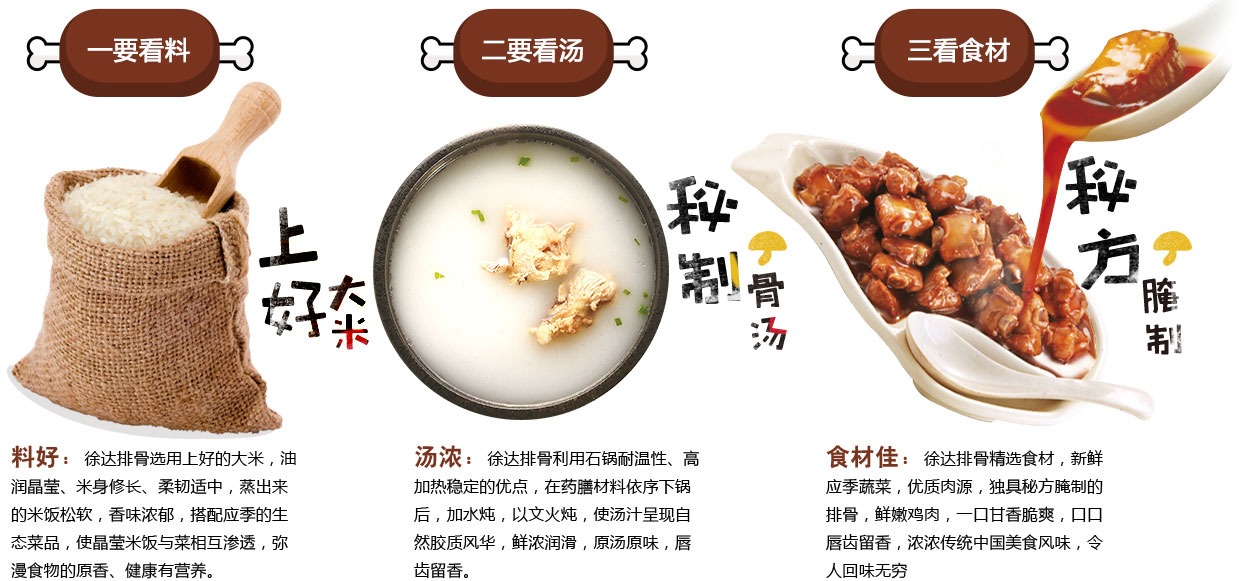 一要看料
二要看汤
三看食材
上好
大米
秘制
骨汤
秘方
腌制
料好：徐达排骨选用上好的大米，油
润晶莹、米身修长、柔韧适中，蒸出来
的米饭松软，香味浓郁，搭配应季的生
态菜品，使晶莹米饭与菜相互渗透，弥
漫食物的原香、健康有营养。
汤浓：徐达排骨利用石锅耐温性、高
加热稳定的优点，在药膳材料依序下锅
后，加水炖，以文火炖，使汤汁呈现自
然胶质风华，鲜浓润滑，原汤原味，唇
齿留香。
食材佳：徐达排骨精选食材，新鲜
应季蔬菜，优质肉源，独具秘方腌制的
排骨，鲜嫩鸡肉，一口甘香脆爽，口口
唇齿留香，浓浓传统中国美食风味，令
人回味无穷